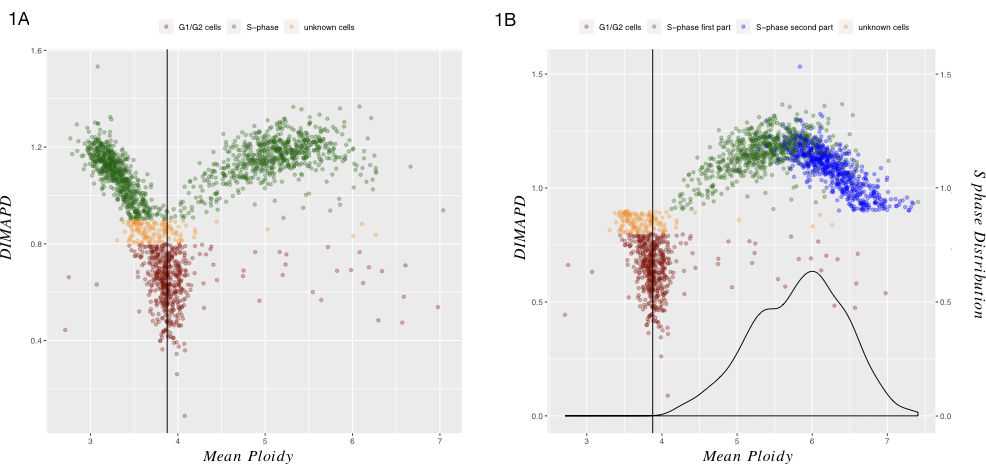 1A
G1/G2 cells S−phase unknown cells
1.6
1.2
0.8
0.4
DIMAPD
3 4 5 6 7
Mean Ploidy
1B
G1/G2 cells S−phase first part S−phase second part unknown cells
1.5
1.0
0.5
0.0
DIMAPD
1.5
1.0
0.5
0.0
S phase Distribution
3 4 5 6 7
Mean Ploidy